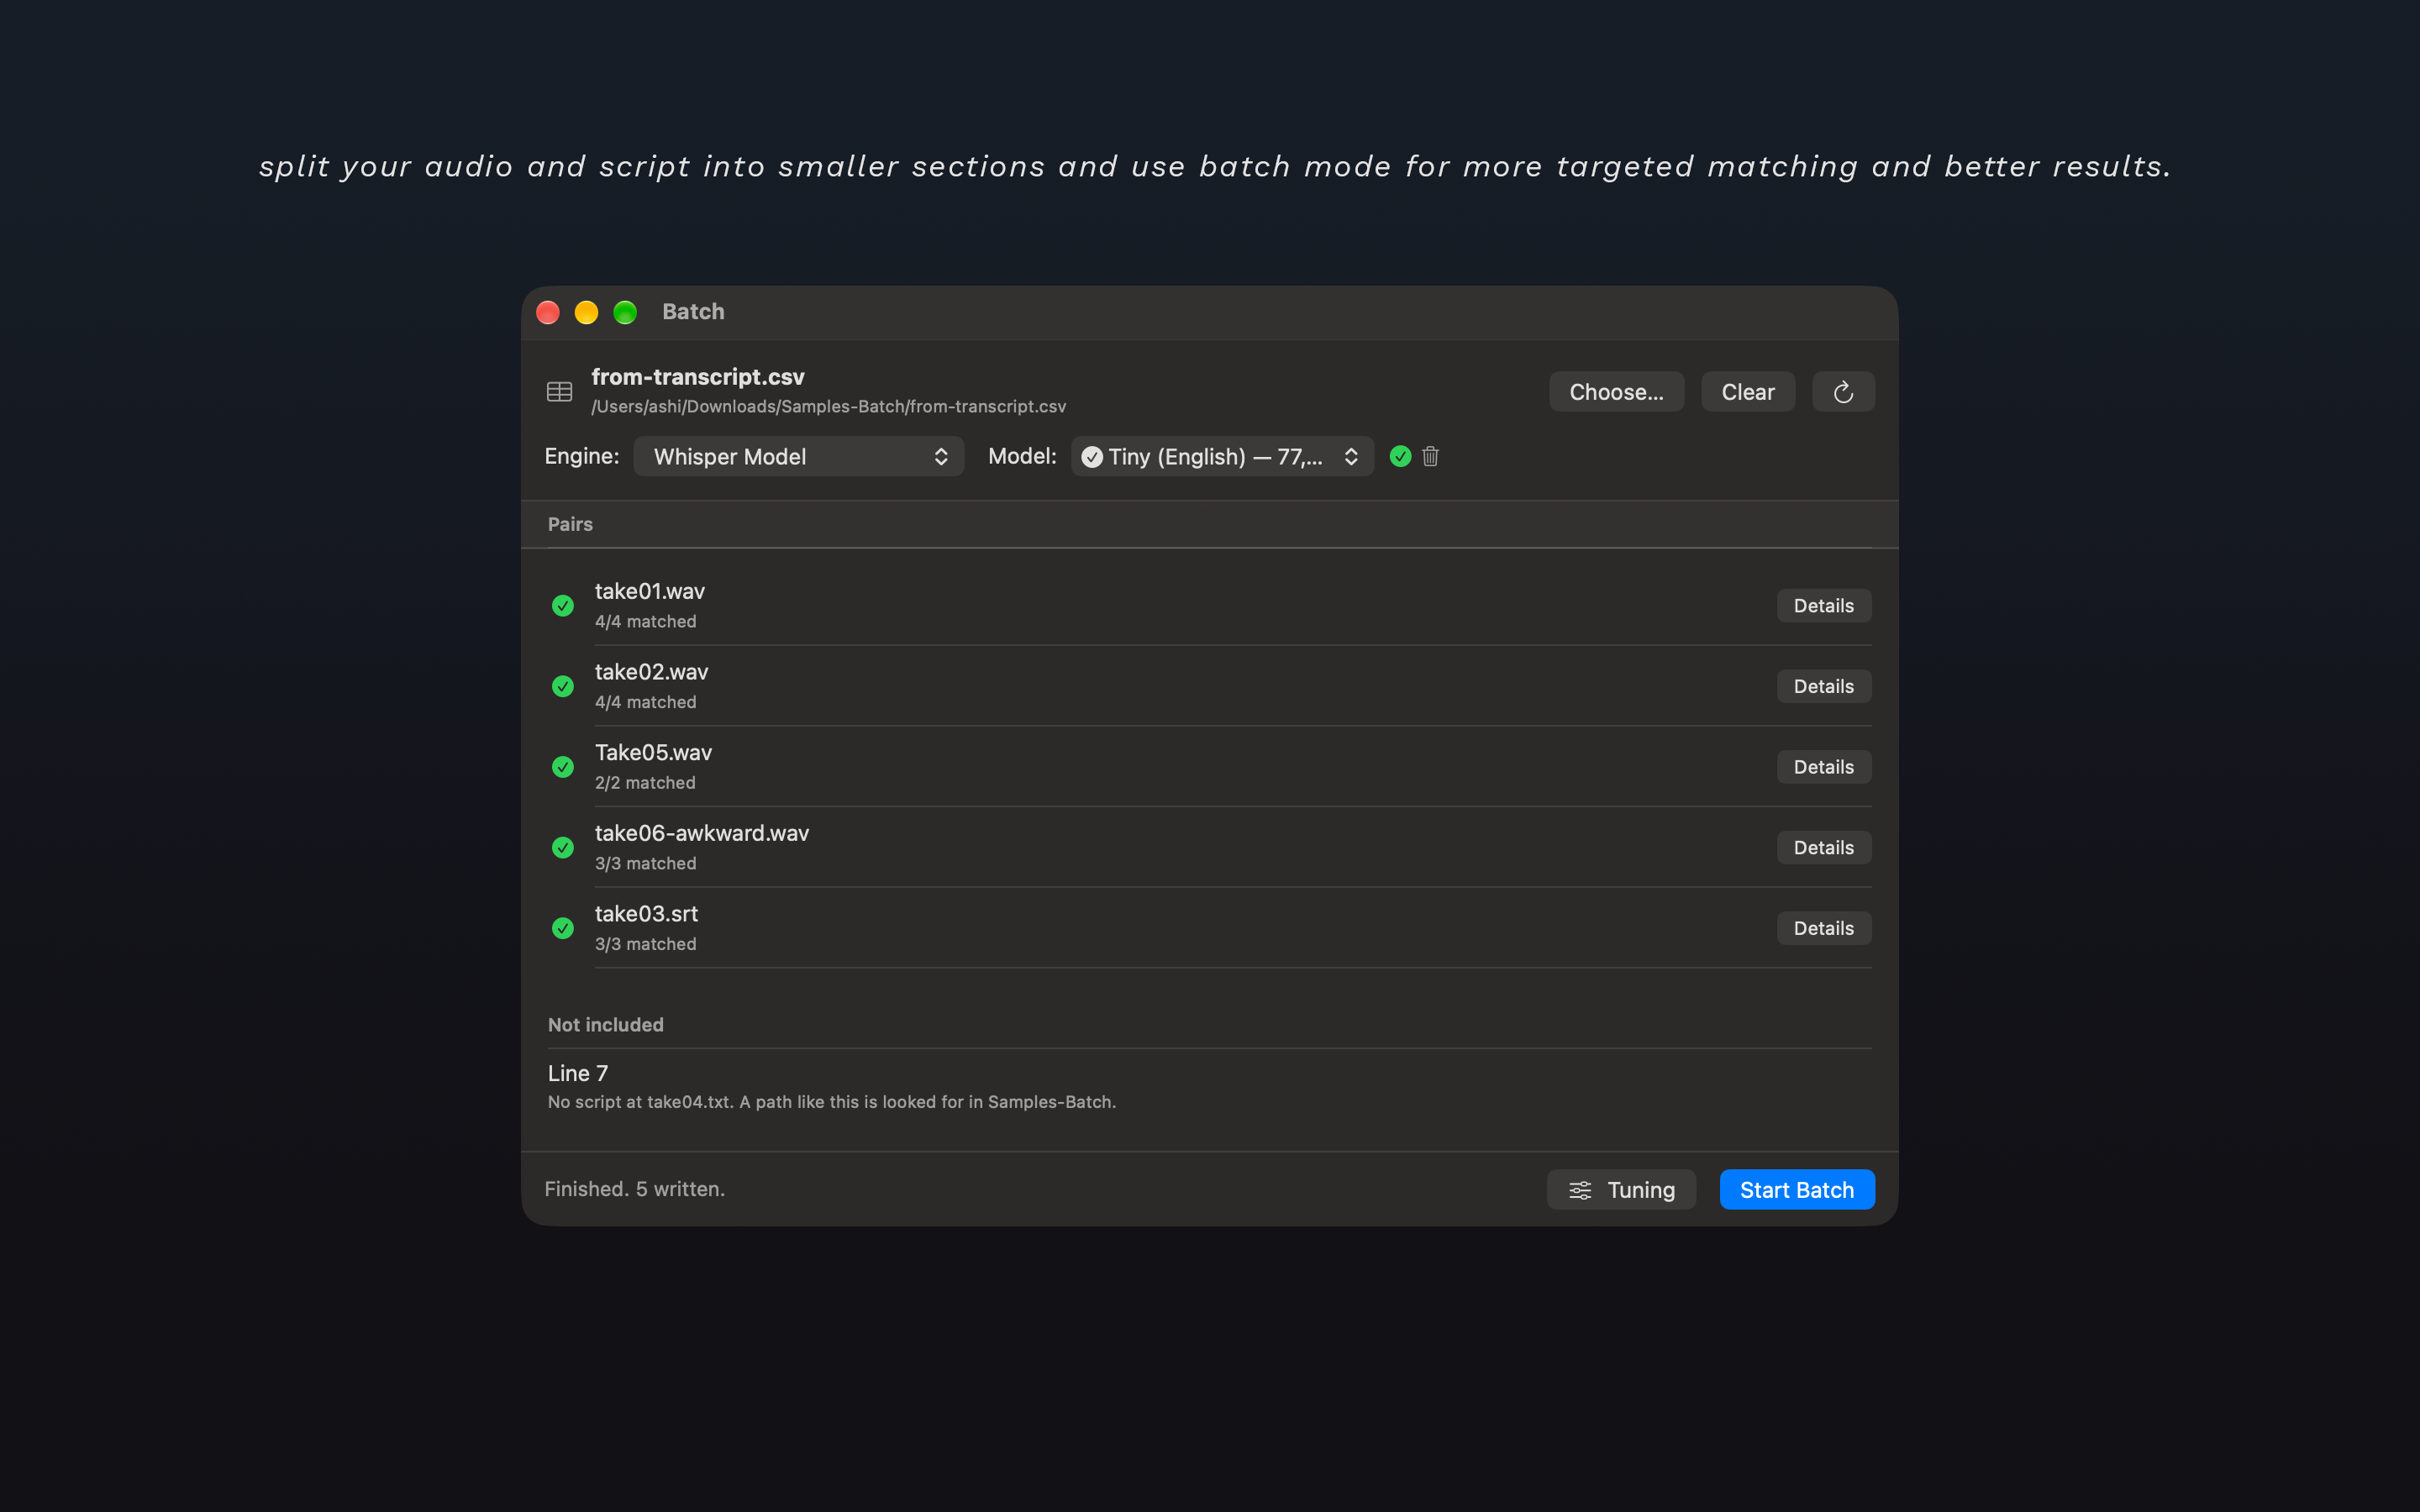 split your audio and script into smaller sections and use batch mode for more targeted matching and better results.
Batch
from-transcript.csv
/Users/ashi/Downloads/Samples-Batch/from-transcript.csv
Choose...
Clear
Engine:
Whisper Model
Model:
Tiny (English) — 77,...
Pairs
take01.wav
4/4 matched
Details
take02.wav
4/4 matched
Details
Take05.wav
2/2 matched
Details
take06-awkward.wav
3/3 matched
Details
take03.srt
3/3 matched
Details
Not included
Line 7
No script at take04.txt. A path like this is looked for in Samples-Batch.
Finished. 5 written.
Tuning
Start Batch